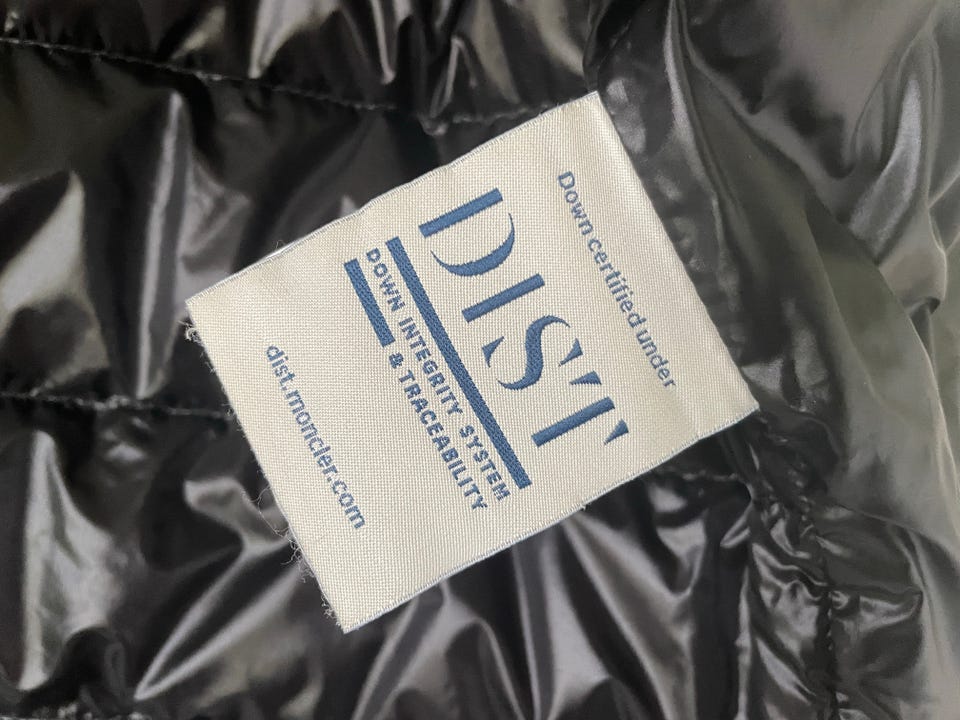 Down certified under
DIST
DOWN INTEGRITY SYSTEM
& TRACEABILITY
dist.moncler.com